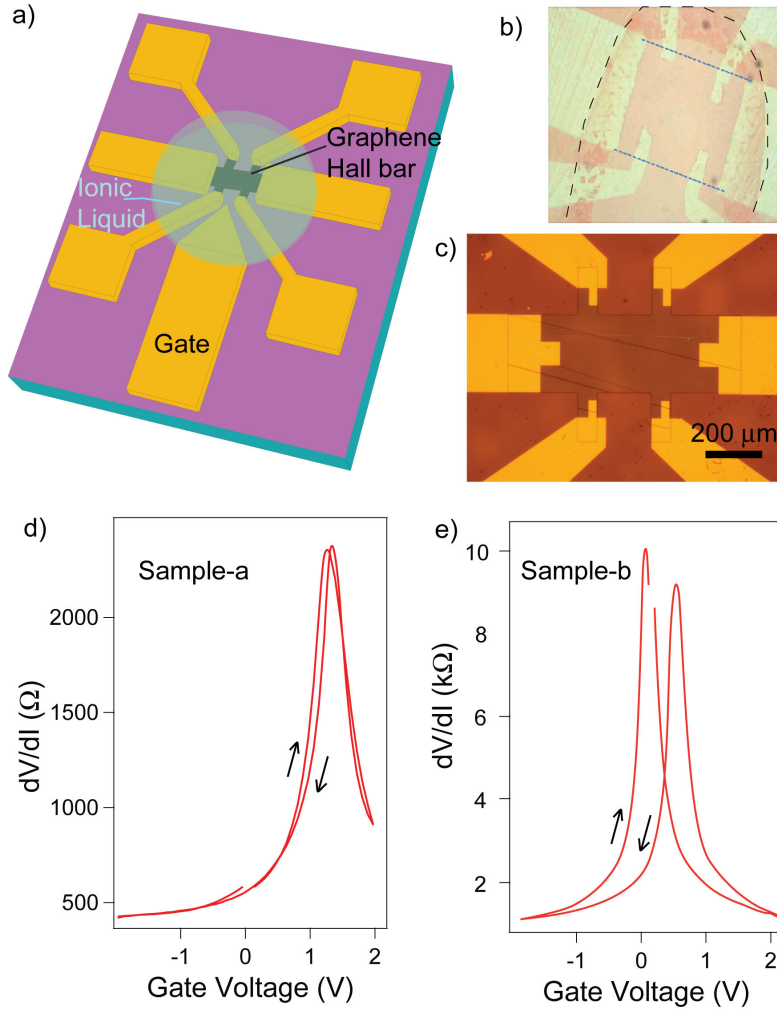 a)
Graphene
Hall bar
Ionic
Liquid
Gate
b)
c)
200 μm
d)
Sample-a
dV/dI (Ω)
2000
1500
1000
500
-1
0
1
2
Gate Voltage (V)
e)
Sample-b
dV/dI (kΩ)
10
8
6
4
2
-1
0
1
2
Gate Voltage (V)